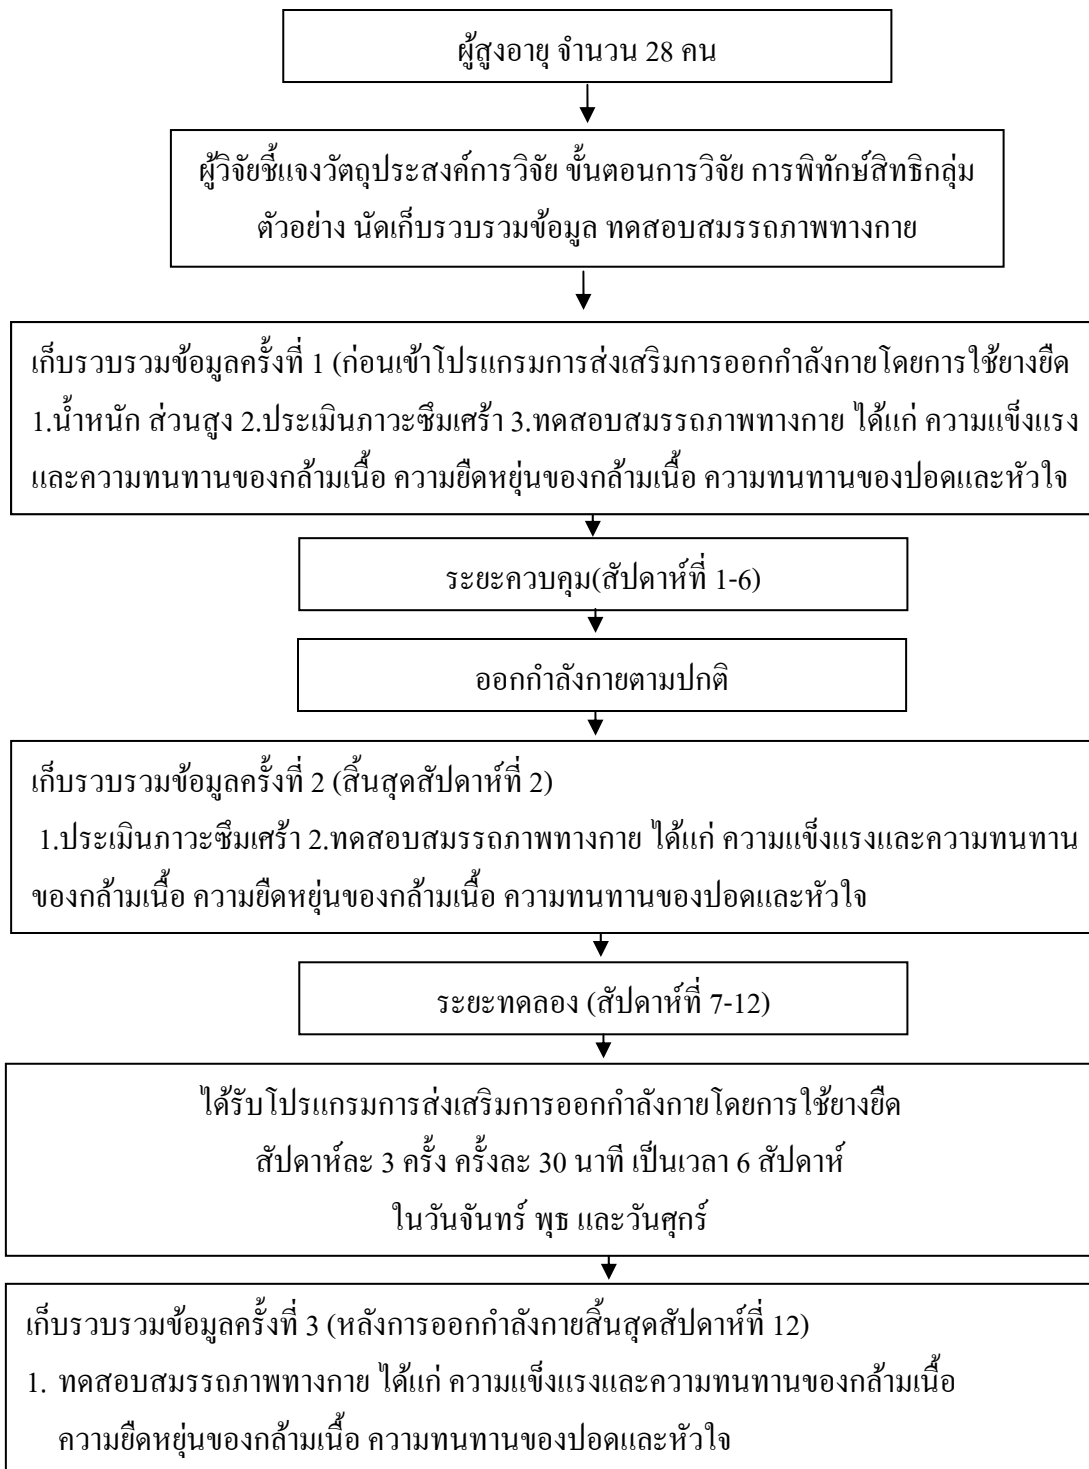 ผู้สูงอายุ จำนวน 28 คน
ผู้วิจัยชี้แจงวัตถุประสงค์การวิจัย ขั้นตอนการวิจัย การพิทักษ์สิทธิกลุ่ม
ตัวอย่าง นัดเก็บรวบรวมข้อมูล ทดสอบสมรรถภาพทางกาย
เก็บรวบรวมข้อมูลครั้งที่ 1 (ก่อนเข้าโปรแกรมการส่งเสริมการออกกำลังกายโดยการใช้ยางยืด
1.น้ำหนัก ส่วนสูง 2.ประเมินภาวะซึมเศร้า 3.ทดสอบสมรรถภาพทางกาย ได้แก่ ความแข็งแรง
และความทนทานของกล้ามเนื้อ ความยืดหยุ่นของกล้ามเนื้อ ความทนทานของปอดและหัวใจ
ระยะควบคุม(สัปดาห์ที่ 1-6)
ออกกำลังกายตามปกติ
เก็บรวบรวมข้อมูลครั้งที่ 2 (สิ้นสุดสัปดาห์ที่ 2)
1.ประเมินภาวะซึมเศร้า 2.ทดสอบสมรรถภาพทางกาย ได้แก่ ความแข็งแรงและความทนทาน
ของกล้ามเนื้อ ความยืดหยุ่นของกล้ามเนื้อ ความทนทานของปอดและหัวใจ
ระยะทดลอง (สัปดาห์ที่ 7-12)
ได้รับโปรแกรมการส่งเสริมการออกกำลังกายโดยการใช้ยางยืด
สัปดาห์ละ 3 ครั้ง ครั้งละ 30 นาที เป็นเวลา 6 สัปดาห์
ในวันจันทร์ พุธ และวันศุกร์
เก็บรวบรวมข้อมูลครั้งที่ 3 (หลังการออกกำลังกายสิ้นสุดสัปดาห์ที่ 12)
1. ทดสอบสมรรถภาพทางกาย ได้แก่ ความแข็งแรงและความทนทานของกล้ามเนื้อ
ความยืดหยุ่นของกล้ามเนื้อ ความทนทานของปอดและหัวใจ